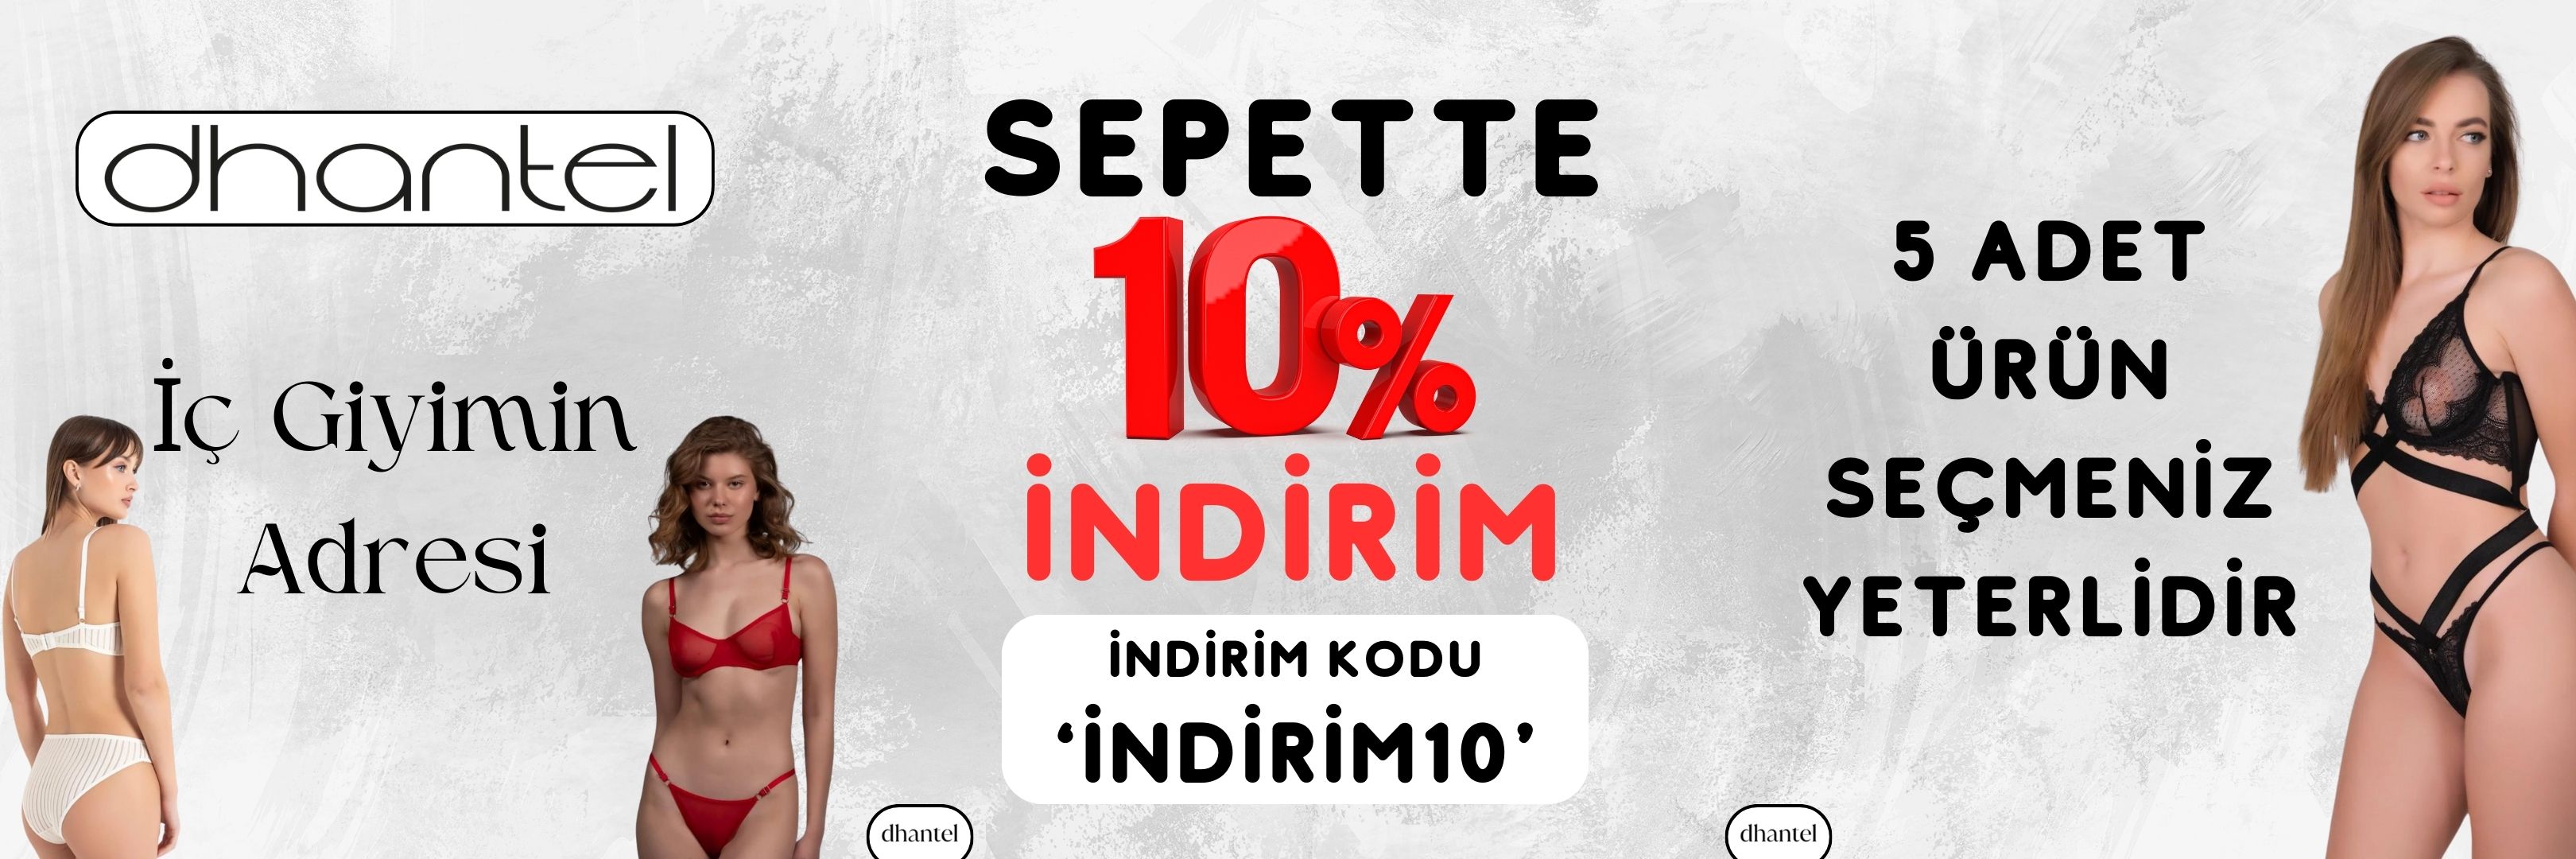 dhantel
İç Giyimin
Adresi
SEPETTE
10%
İNDİRİM
İNDİRİM KODU
‘İNDİRİM10’
5 ADET
ÜRÜN
SEÇMENİZ
YETERLİDİR
dhantel
dhantel